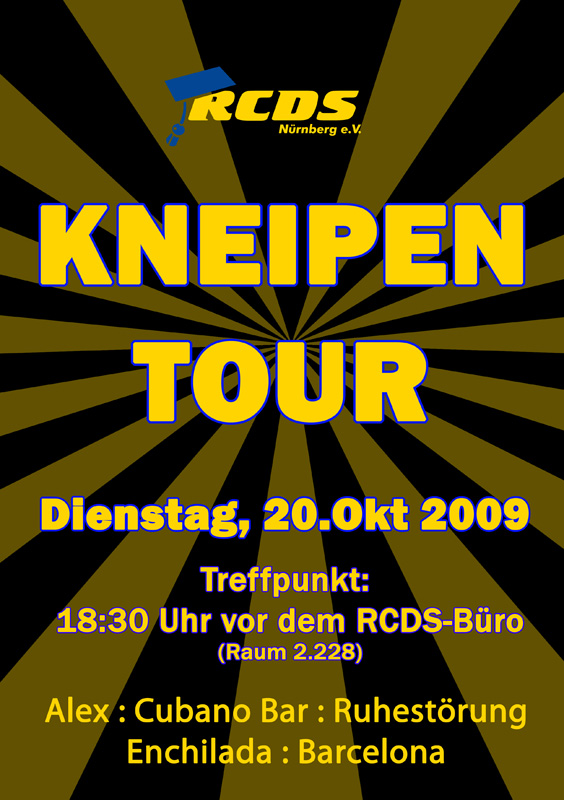 RCDS
Nürnberg e.V.
KNEIPEN
TOUR
Dienstag, 20.Okt 2009
Treffpunkt:
18:30 Uhr vor dem RCDS-Büro
(Raum 2.228)
Alex : Cubano Bar : Ruhestörung
Enchilada : Barcelona